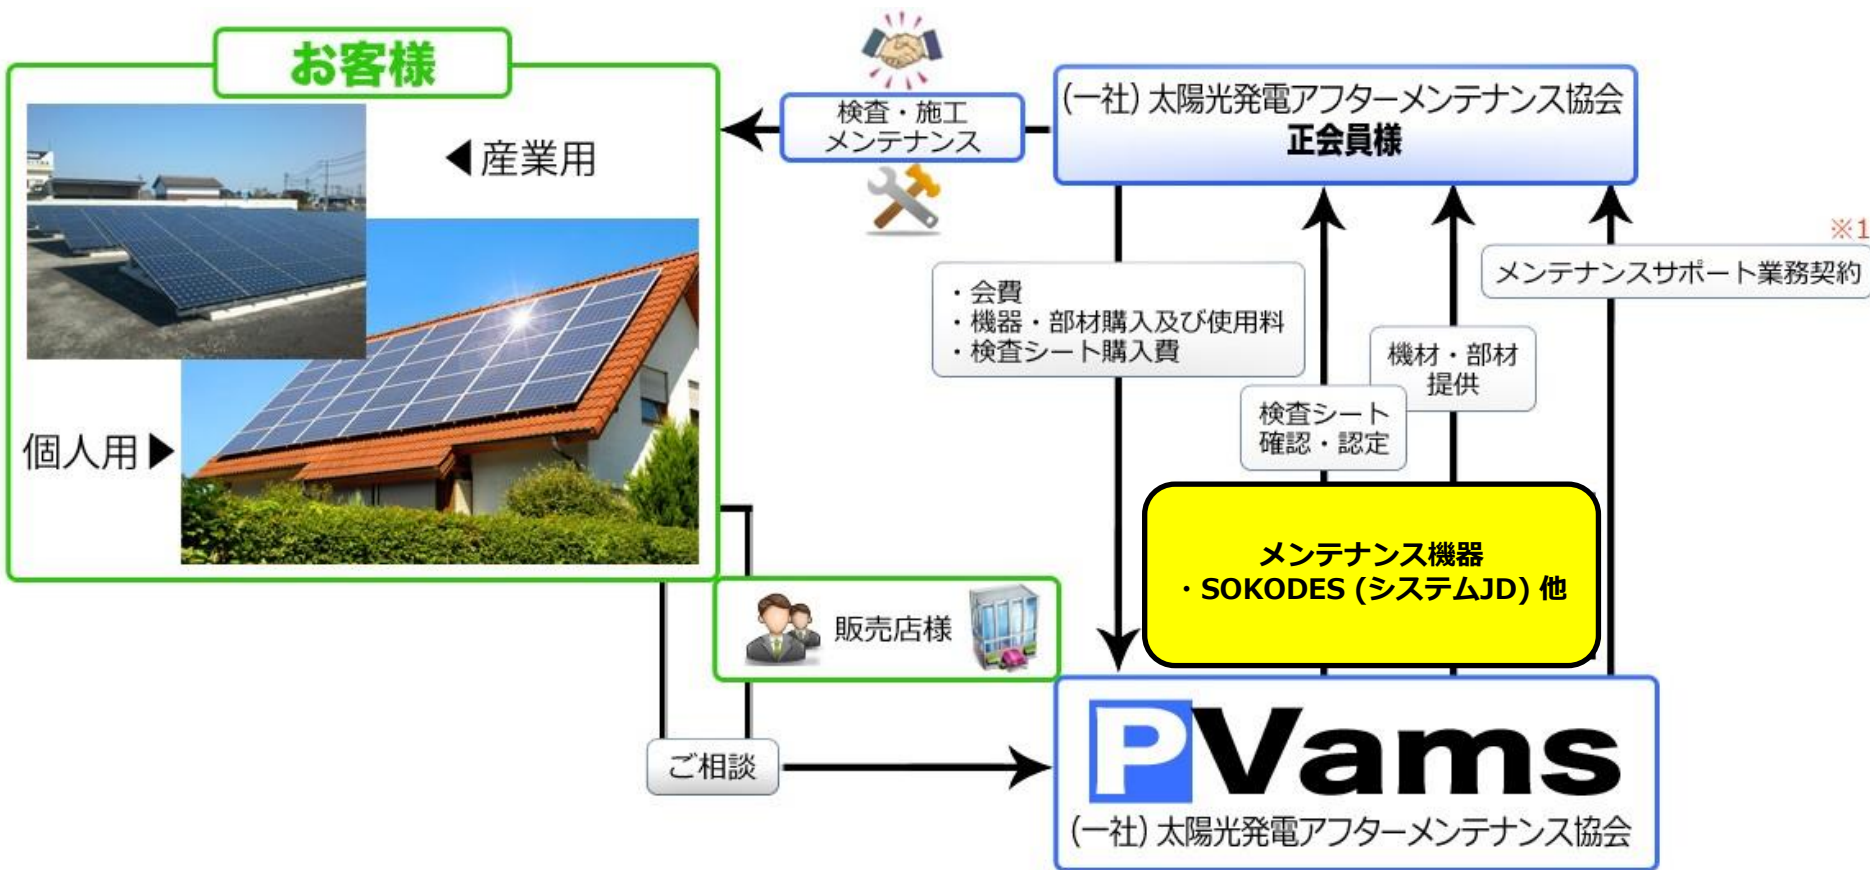 お客様
◀産業用
個人用▶
検査・施工
メンテナンス
(一社) 太陽光発電アフターメンテナンス協会
正会員様
※1
メンテナンスサポート業務契約
・会費
・機器・部材購入及び使用料
・検査シート購入費
機材・部材
提供
検査シート
確認・認定
メンテナンス機器
・SOKODES (システムJD) 他
販売店様
ご相談
PVams
(一社) 太陽光発電アフターメンテナンス協会